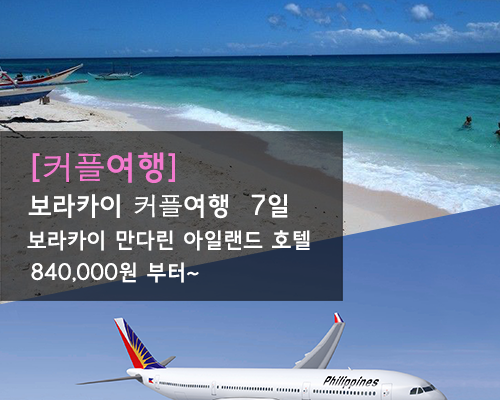 [커플여행]
보라카이 커플여행 7일
보라카이 만다린 아일랜드 호텔
840,000원 부터~
Philippines